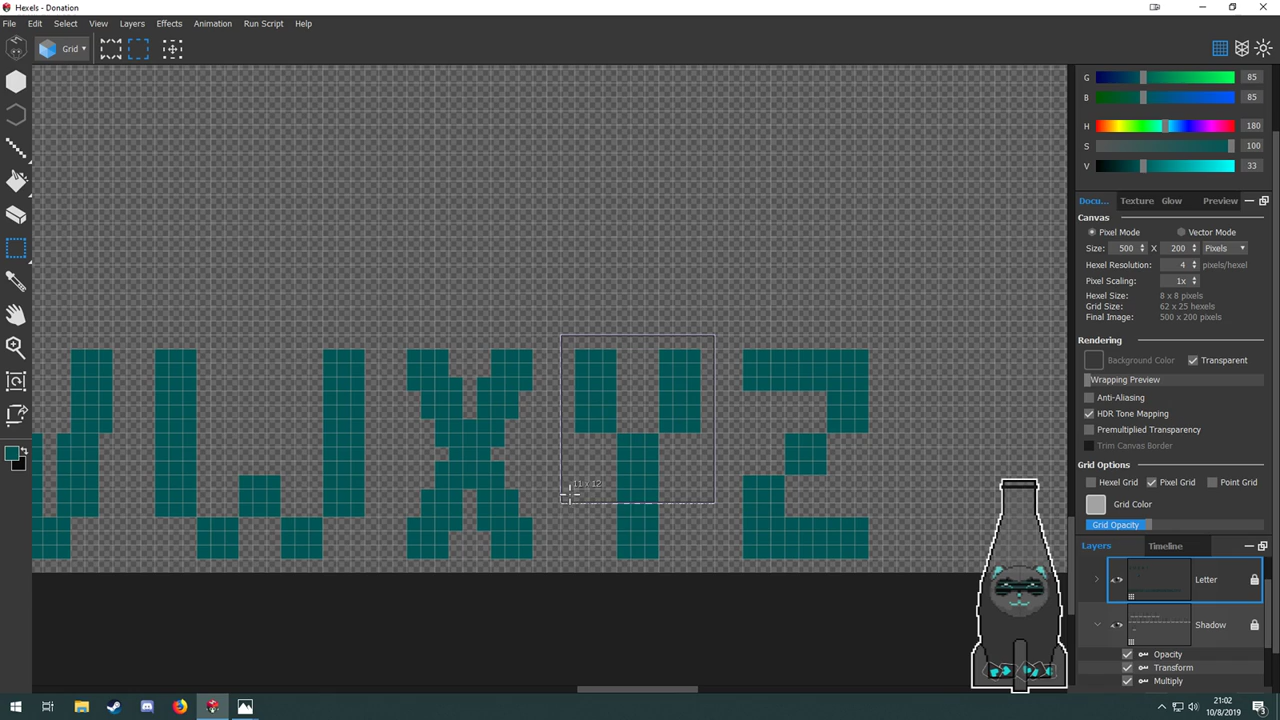 Hexels - Donation
File Edit Select View Layers Effects Animation Run Script Help
Grid
G 85
B 85
H 180
S 100
V 33
Docu... Texture Glow Preview
Canvas
Pixel Mode Vector Mode
Size: 500 X 200 Pixels
Hexel Resolution: 4 pixels/hexel
Pixel Scaling: 1x
Hexel Size: 8 x 8 pixels
Grid Size: 62 x 25 hexels
Final Image: 500 x 200 pixels
Rendering
Background Color Transparent
Wrapping Preview
Anti-Aliasing
HDR Tone Mapping
Premultiplied Transparency
Trim Canvas Border
Grid Options
Hexel Grid Pixel Grid Point Grid
Grid Color
Grid Opacity
Layers Timeline
Letter
Shadow
Opacity
Transform
Multiply
W X Y Z
11 x 12
21:02
10/8/2019
3